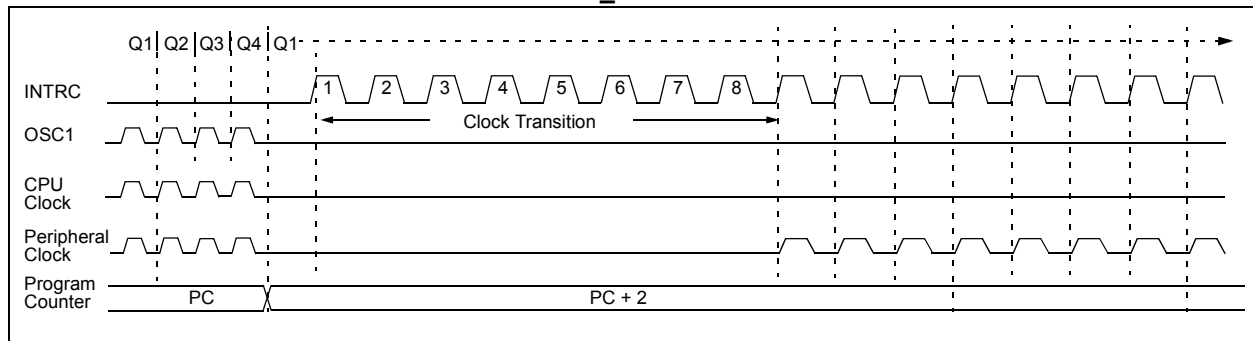 Q1 Q2 Q3 Q4 Q1
INTRC
1 2 3 4 5 6 7 8
Clock Transition
OSC1
CPU
Clock
Peripheral
Clock
Program
Counter
PC
PC + 2